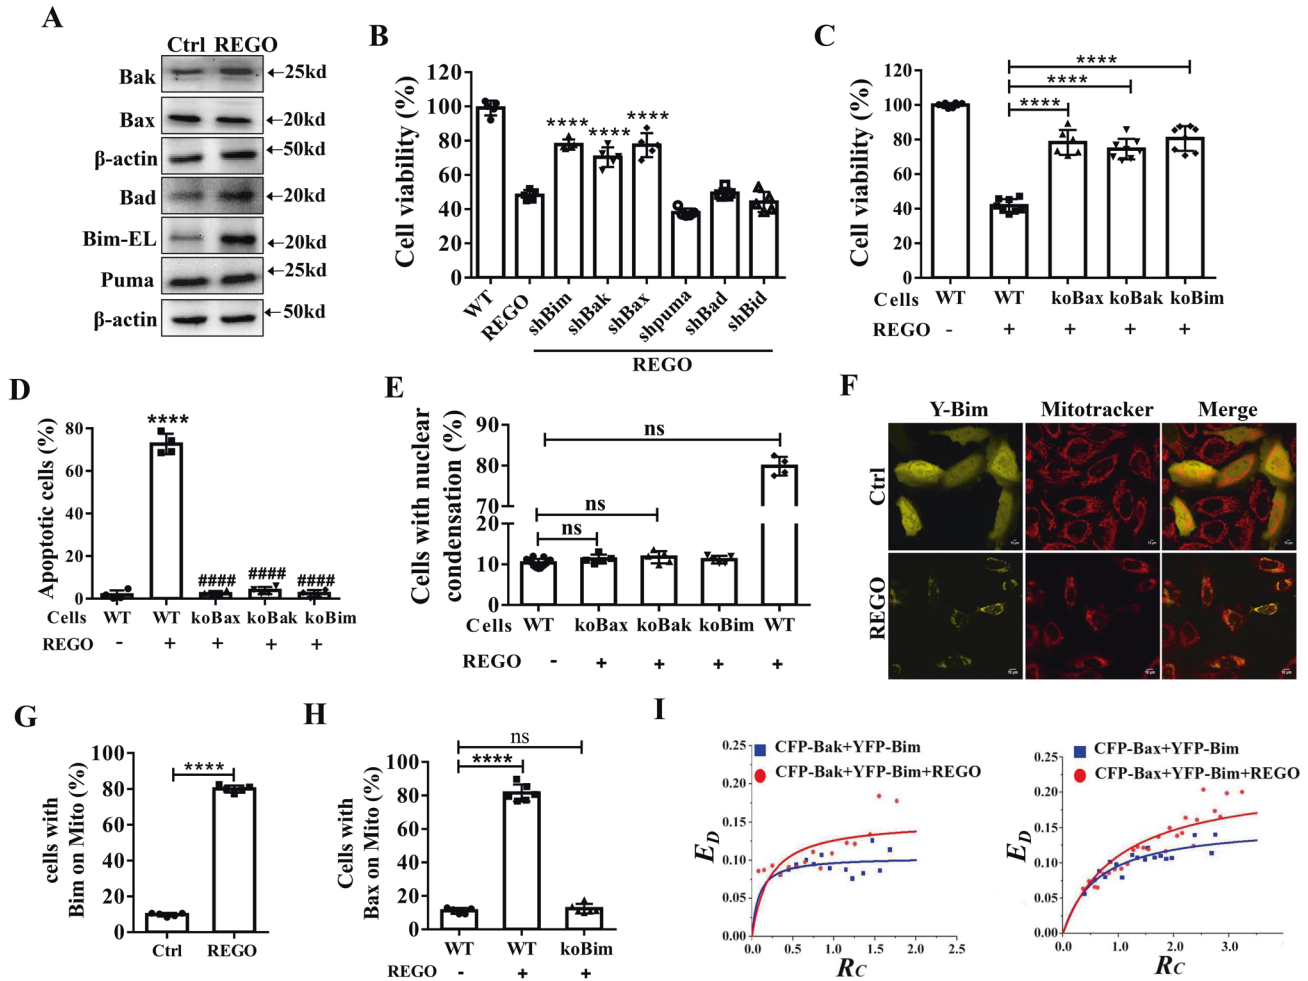 A
Ctrl REGO
Bak ←25kd
Bax ←20kd
β-actin ←50kd
Bad ←20kd
Bim-EL ←20kd
Puma ←25kd
β-actin ←50kd
B
Cell viability (%)
120
100
80
60
40
20
0
**** **** ****
WT REGO shBim shBak shBax shpuma shBad shBid
REGO
C
Cell viability (%)
120
100
80
60
40
20
0
****
****
****
Cells WT WT koBax koBak koBim
REGO - + + + +
D
Apoptotic cells (%)
80
60
40
20
0
****
#### #### ####
Cells WT WT koBax koBak koBim
REGO - + + + +
E
Cells with nuclear
condensation (%)
90
80
70
20
10
0
ns
ns
ns
Cells WT koBax koBak koBim WT
REGO - + + + +
F
Y-Bim Mitotracker Merge
Ctrl
REGO
G
cells with
Bim on Mito (%)
100
80
60
40
20
0
****
Ctrl REGO
H
Cells with
Bax on Mito (%)
100
80
60
40
20
0
ns
****
WT WT koBim
REGO - + +
I
CFP-Bak+YFP-Bim
CFP-Bak+YFP-Bim+REGO
E_D
0.25
0.20
0.15
0.10
0.05
0.00
0.0 0.5 1.0 1.5 2.0 2.5
R_C
CFP-Bax+YFP-Bim
CFP-Bax+YFP-Bim+REGO
E_D
0.25
0.20
0.15
0.10
0.05
0.00
0.0 1.0 2.0 3.0
R_C